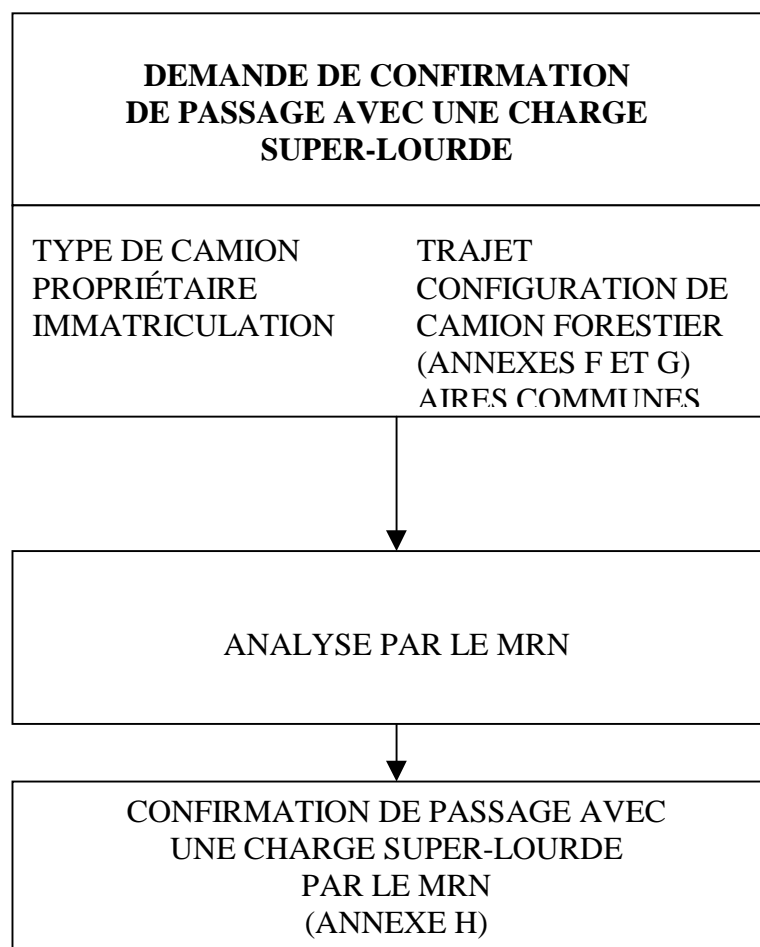 DEMANDE DE CONFIRMATION
DE PASSAGE AVEC UNE CHARGE
SUPER-LOURDE
TYPE DE CAMION
PROPRIÉTAIRE
IMMATRICULATION
TRAJET
CONFIGURATION DE
CAMION FORESTIER
(ANNEXES F ET G)
AIRES COMMUNES
ANALYSE PAR LE MRN
CONFIRMATION DE PASSAGE AVEC
UNE CHARGE SUPER-LOURDE
PAR LE MRN
(ANNEXE H)